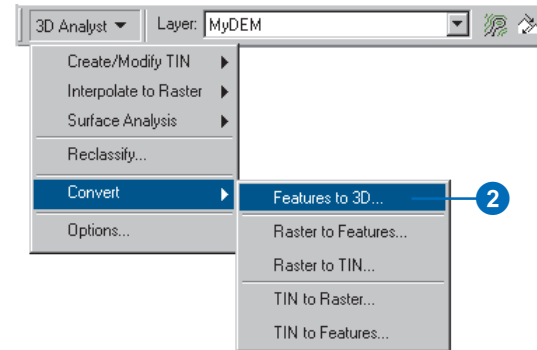 3D Analyst Layer: MyDEM
Create/Modify TIN
Interpolate to Raster
Surface Analysis
Reclassify...
Convert
Options...
Features to 3D... 2
Raster to Features...
Raster to TIN...
TIN to Raster...
TIN to Features...